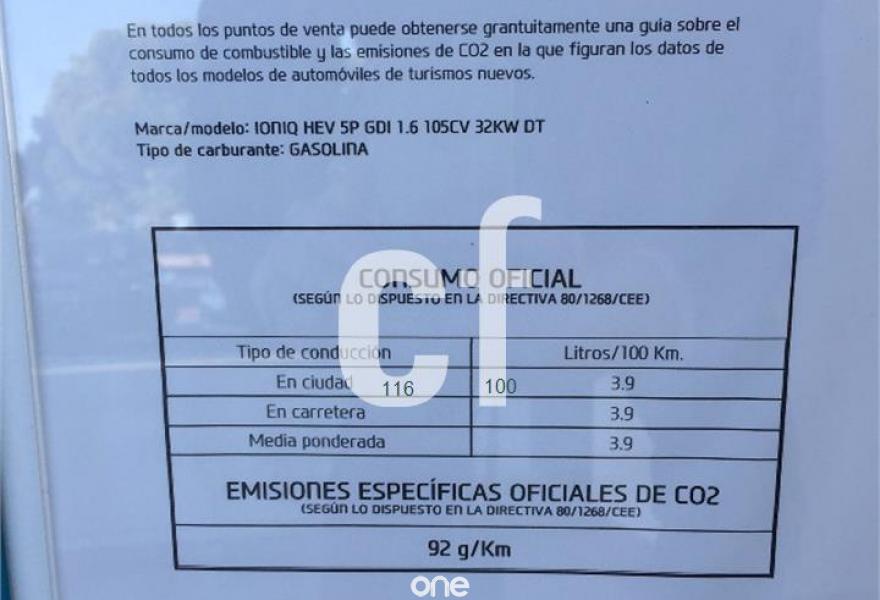 En todos los puntos de venta puede obtenerse grantuitamente una guía sobre el
consumo de combustible y las emisiones de CO2 en la que figuran los datos de
todos los modelos de automóviles de turismos nuevos.
Marca/modelo: IONIQ HEV 5P GDI 1.6 105CV 32KW DT
Tipo de carburante: GASOLINA
cf
CONSUMO OFICIAL
(SEGÚN LO DISPUESTO EN LA DIRECTIVA 80/1268/CEE)
Tipo de conducción Litros/100 Km.
En ciudad 116 100 3.9
En carretera 3.9
Media ponderada 3.9
EMISIONES ESPECÍFICAS OFICIALES DE CO2
(SEGÚN LO DISPUESTO EN LA DIRECTIVA 80/1268/CEE)
92 g/Km
one